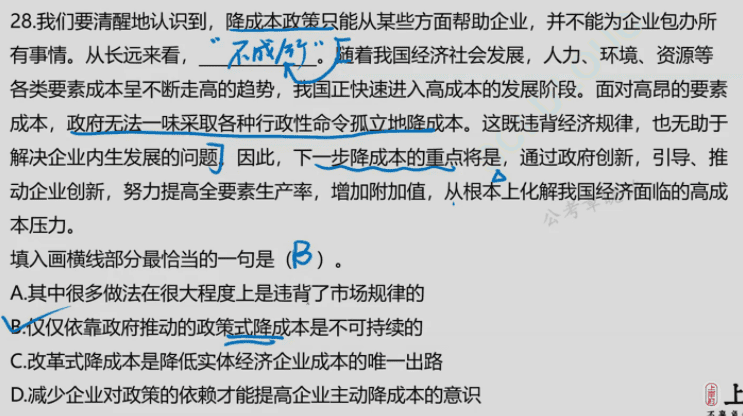 28.我们要清醒地认识到，降成本政策只能从某些方面帮助企业，并不能为企业包办所
有事情。从长远来看，“不成/行”。随着我国经济社会发展，人力、环境、资源等
各类要素成本呈不断走高的趋势，我国正快速进入高成本的发展阶段。面对高昂的要素
成本，政府无法一味采取各种行政性命令孤立地降成本。这既违背经济规律，也无助于
解决企业内生发展的问题。因此，下一步降成本的重点将是，通过政府创新，引导、推
动企业创新，努力提高全要素生产率，增加附加值，从根本上化解我国经济面临的高成
本压力。
公考
填入画横线部分最恰当的一句是（B）。
A.其中很多做法在很大程度上是违背了市场规律的
B.仅仅依靠政府推动的政策式降成本是不可持续的
C.改革式降成本是降低实体经济企业成本的唯一出路
D.减少企业对政策的依赖才能提高企业主动降成本的意识
上